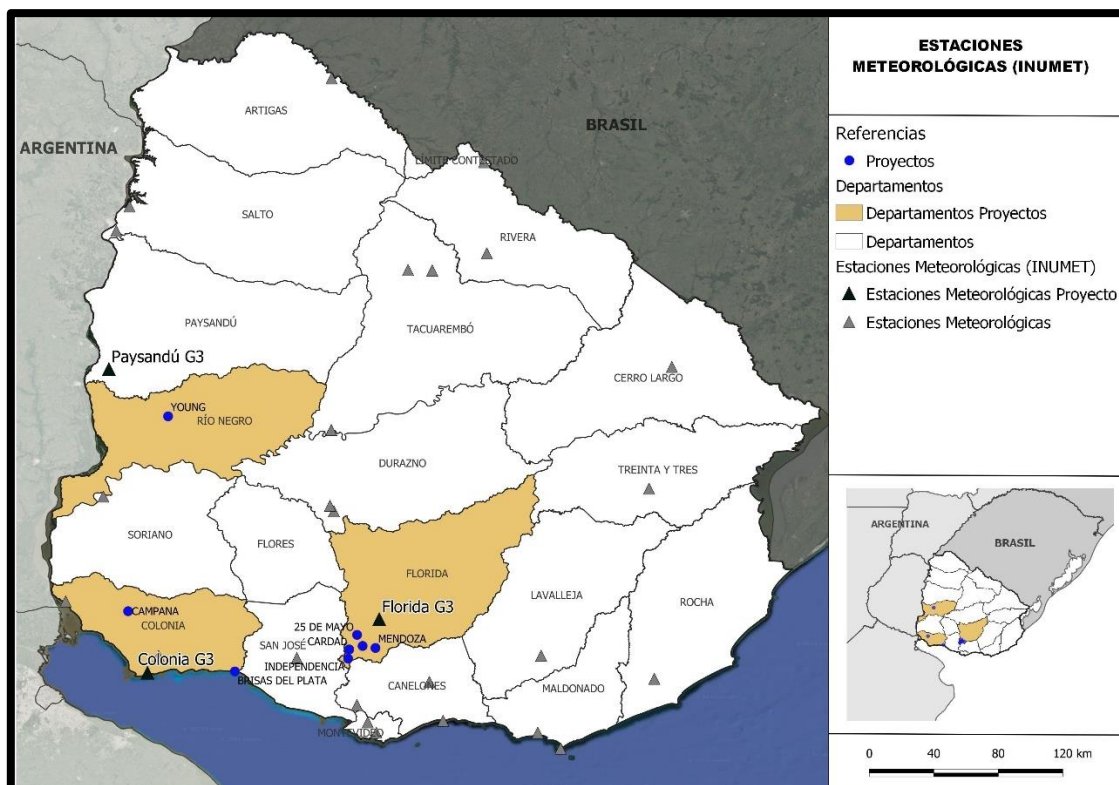 ARGENTINA
BRASIL
ARTIGAS
LÍMITE CONTESTADO
SALTO
RIVERA
PAYSANDÚ
TACUAREMBÓ
Paysandú G3
CERRO LARGO
YOUNG
RÍO NEGRO
DURAZNO
TREINTA Y TRES
SORIANO
FLORES
FLORIDA
LAVALLEJA
ROCHA
CAMPANA
COLONIA
Florida G3
25 DE MAYO
CARDAD
MENDOZA
SAN JOSÉ
INDEPENDENCIA
Colonia G3
BRISAS DEL PLATA
CANELONES
MALDONADO
MONTEVIDEO
ESTACIONES
METEOROLÓGICAS (INUMET)
Referencias
Proyectos
Departamentos
Departamentos Proyectos
Departamentos
Estaciones Meteorológicas (INUMET)
Estaciones Meteorológicas Proyecto
Estaciones Meteorológicas
ARGENTINA
BRASIL
0 40 80 120 km